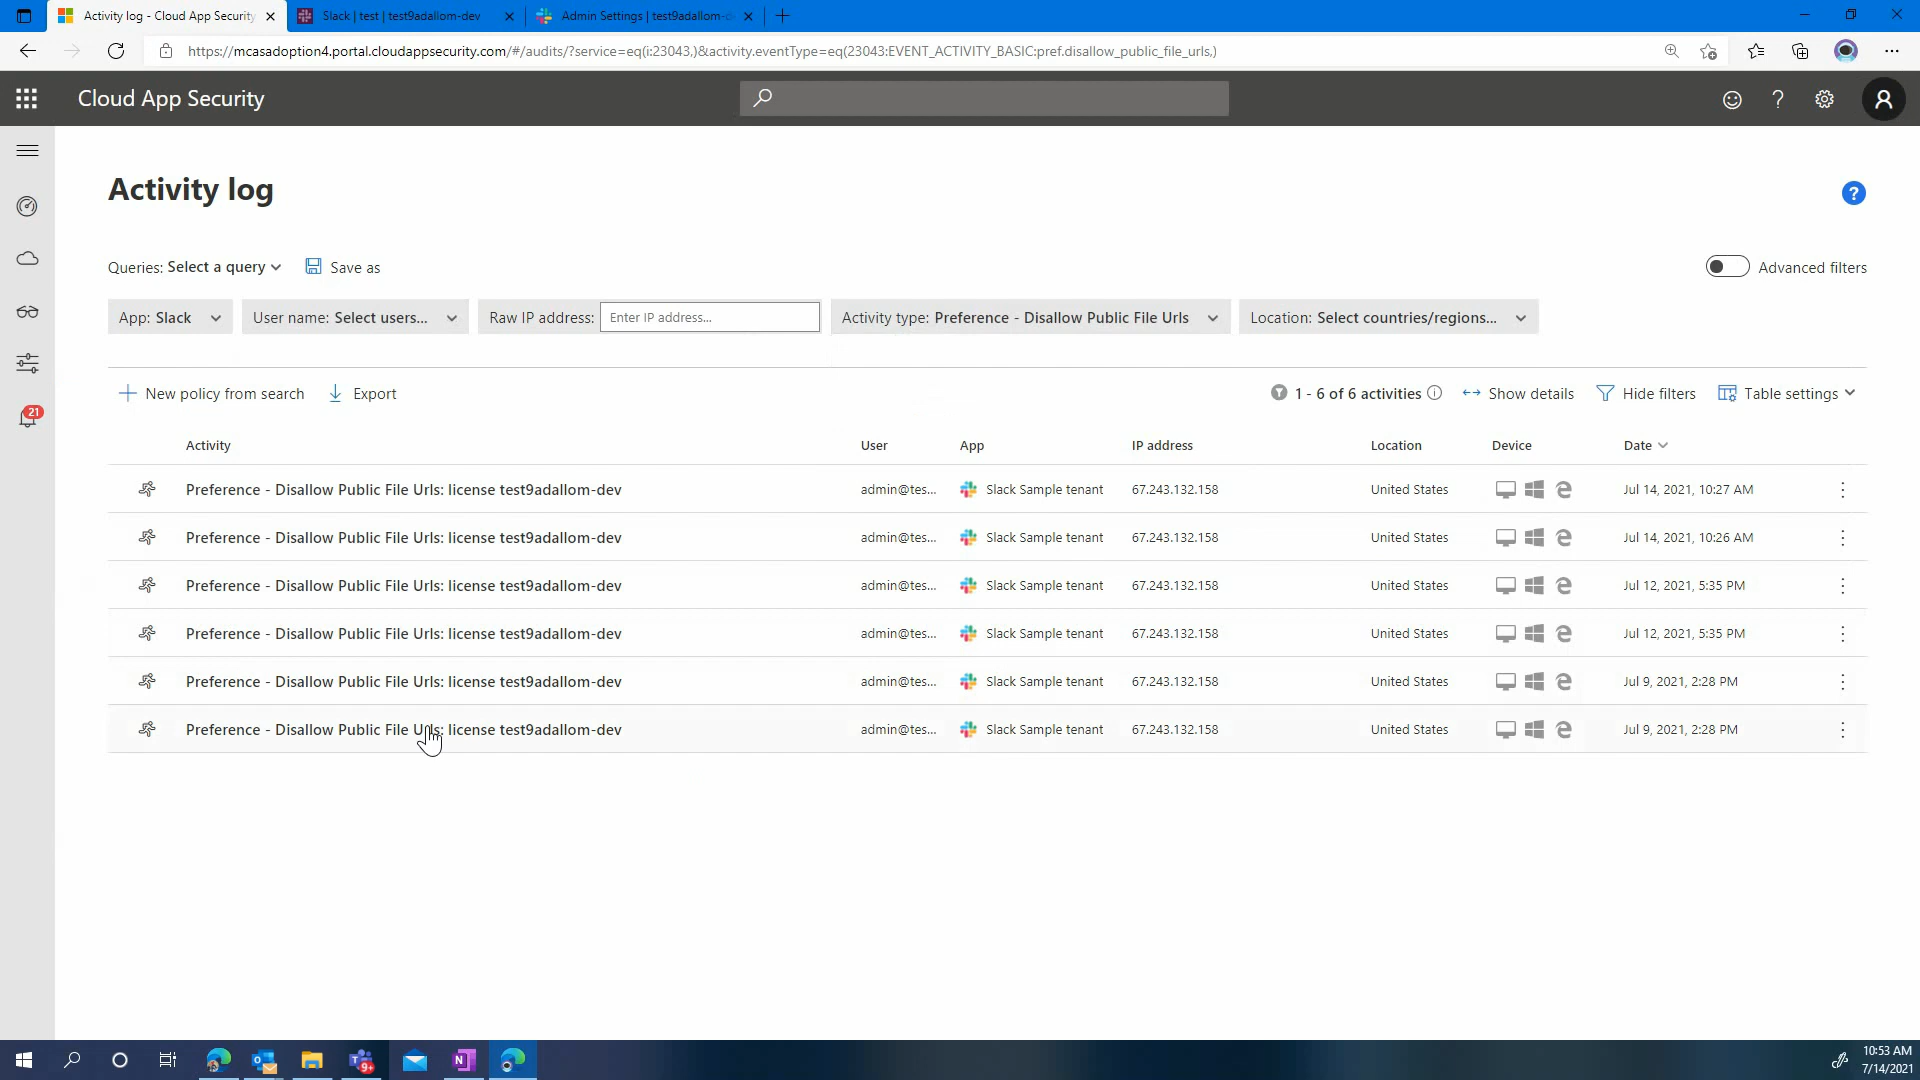 Activity log - Cloud App Security
Slack | test | test9adallom-dev
Admin Settings | test9adallom-d
https://mcasadoption4.portal.cloudappsecurity.com/#/audits/?service=eq(i:23043,)&activity.eventType=eq(23043:EVENT_ACTIVITY_BASIC:pref.disallow_public_file_urls,)
Cloud App Security
Activity log
?
Queries: Select a query
Save as
Advanced filters
App: Slack
User name: Select users...
Raw IP address: Enter IP address...
Activity type: Preference - Disallow Public File Urls
Location: Select countries/regions...
New policy from search
Export
1 - 6 of 6 activities
Show details
Hide filters
Table settings
21
Activity User App IP address Location Device Date
Preference - Disallow Public File Urls: license test9adallom-dev admin@tes... Slack Sample tenant 67.243.132.158 United States Jul 14, 2021, 10:27 AM
Preference - Disallow Public File Urls: license test9adallom-dev admin@tes... Slack Sample tenant 67.243.132.158 United States Jul 14, 2021, 10:26 AM
Preference - Disallow Public File Urls: license test9adallom-dev admin@tes... Slack Sample tenant 67.243.132.158 United States Jul 12, 2021, 5:35 PM
Preference - Disallow Public File Urls: license test9adallom-dev admin@tes... Slack Sample tenant 67.243.132.158 United States Jul 12, 2021, 5:35 PM
Preference - Disallow Public File Urls: license test9adallom-dev admin@tes... Slack Sample tenant 67.243.132.158 United States Jul 9, 2021, 2:28 PM
Preference - Disallow Public File Urls: license test9adallom-dev admin@tes... Slack Sample tenant 67.243.132.158 United States Jul 9, 2021, 2:28 PM
9+
10:53 AM
7/14/2021